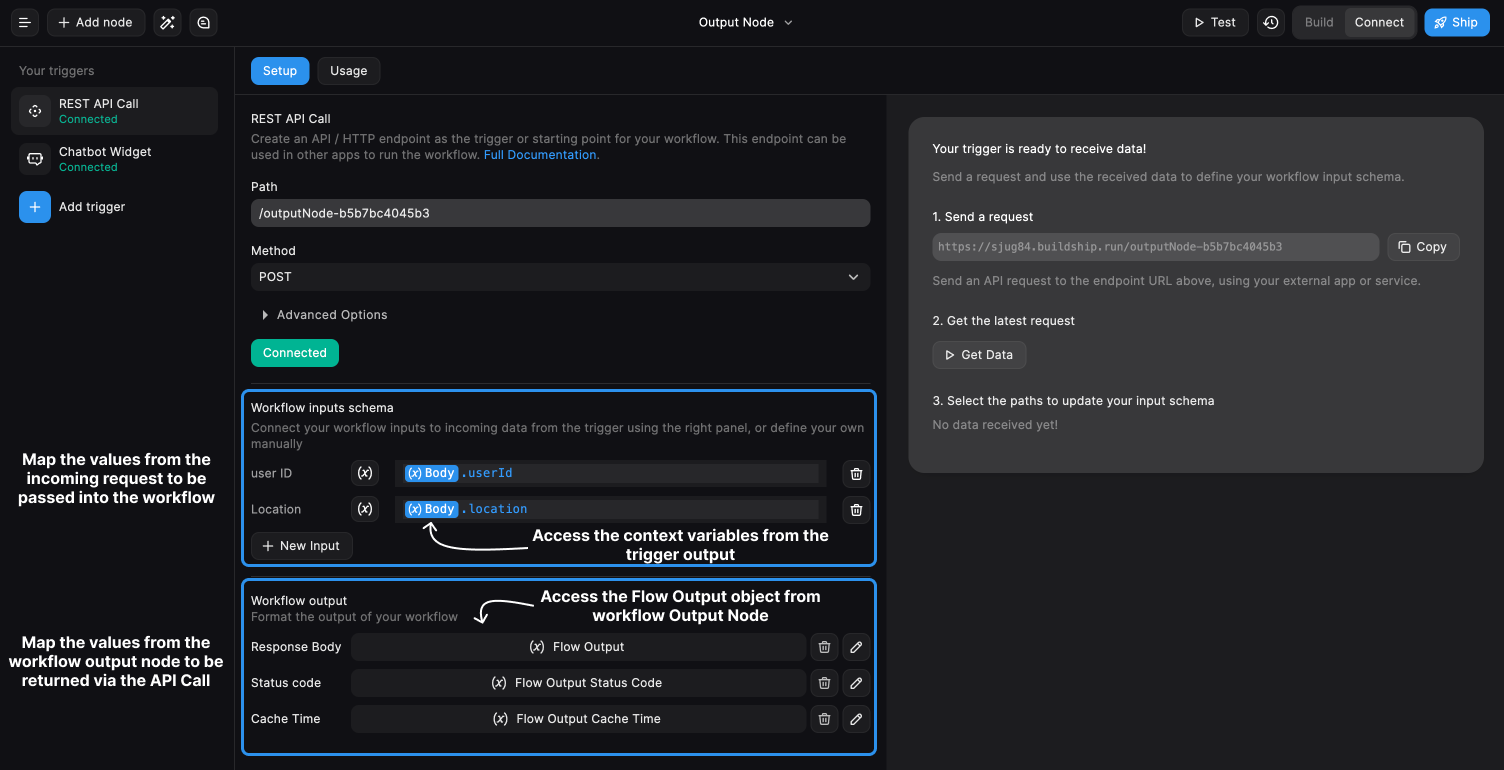 Add node
Output Node
Test
Build
Connect
Ship
Your triggers
REST API Call
Connected
Chatbot Widget
Connected
Add trigger
Setup
Usage
REST API Call
Create an API / HTTP endpoint as the trigger or starting point for your workflow. This endpoint can be
used in other apps to run the workflow. Full Documentation.
Path
/outputNode-b5b7bc4045b3
Method
POST
Advanced Options
Connected
Workflow inputs schema
Connect your workflow inputs to incoming data from the trigger using the right panel, or define your own
manually
user ID
(x)
(x) Body .userId
Location
(x)
(x) Body .location
New Input
Access the context variables from the
trigger output
Map the values from the
incoming request to be
passed into the workflow
Workflow output
Format the output of your workflow
Access the Flow Output object from
workflow Output Node
Response Body
(x) Flow Output
Status code
(x) Flow Output Status Code
Cache Time
(x) Flow Output Cache Time
Map the values from the
workflow output node to be
returned via the API Call
Your trigger is ready to receive data!
Send a request and use the received data to define your workflow input schema.
1. Send a request
https://sjug84.buildship.run/outputNode-b5b7bc4045b3
Copy
Send an API request to the endpoint URL above, using your external app or service.
2. Get the latest request
Get Data
3. Select the paths to update your input schema
No data received yet!